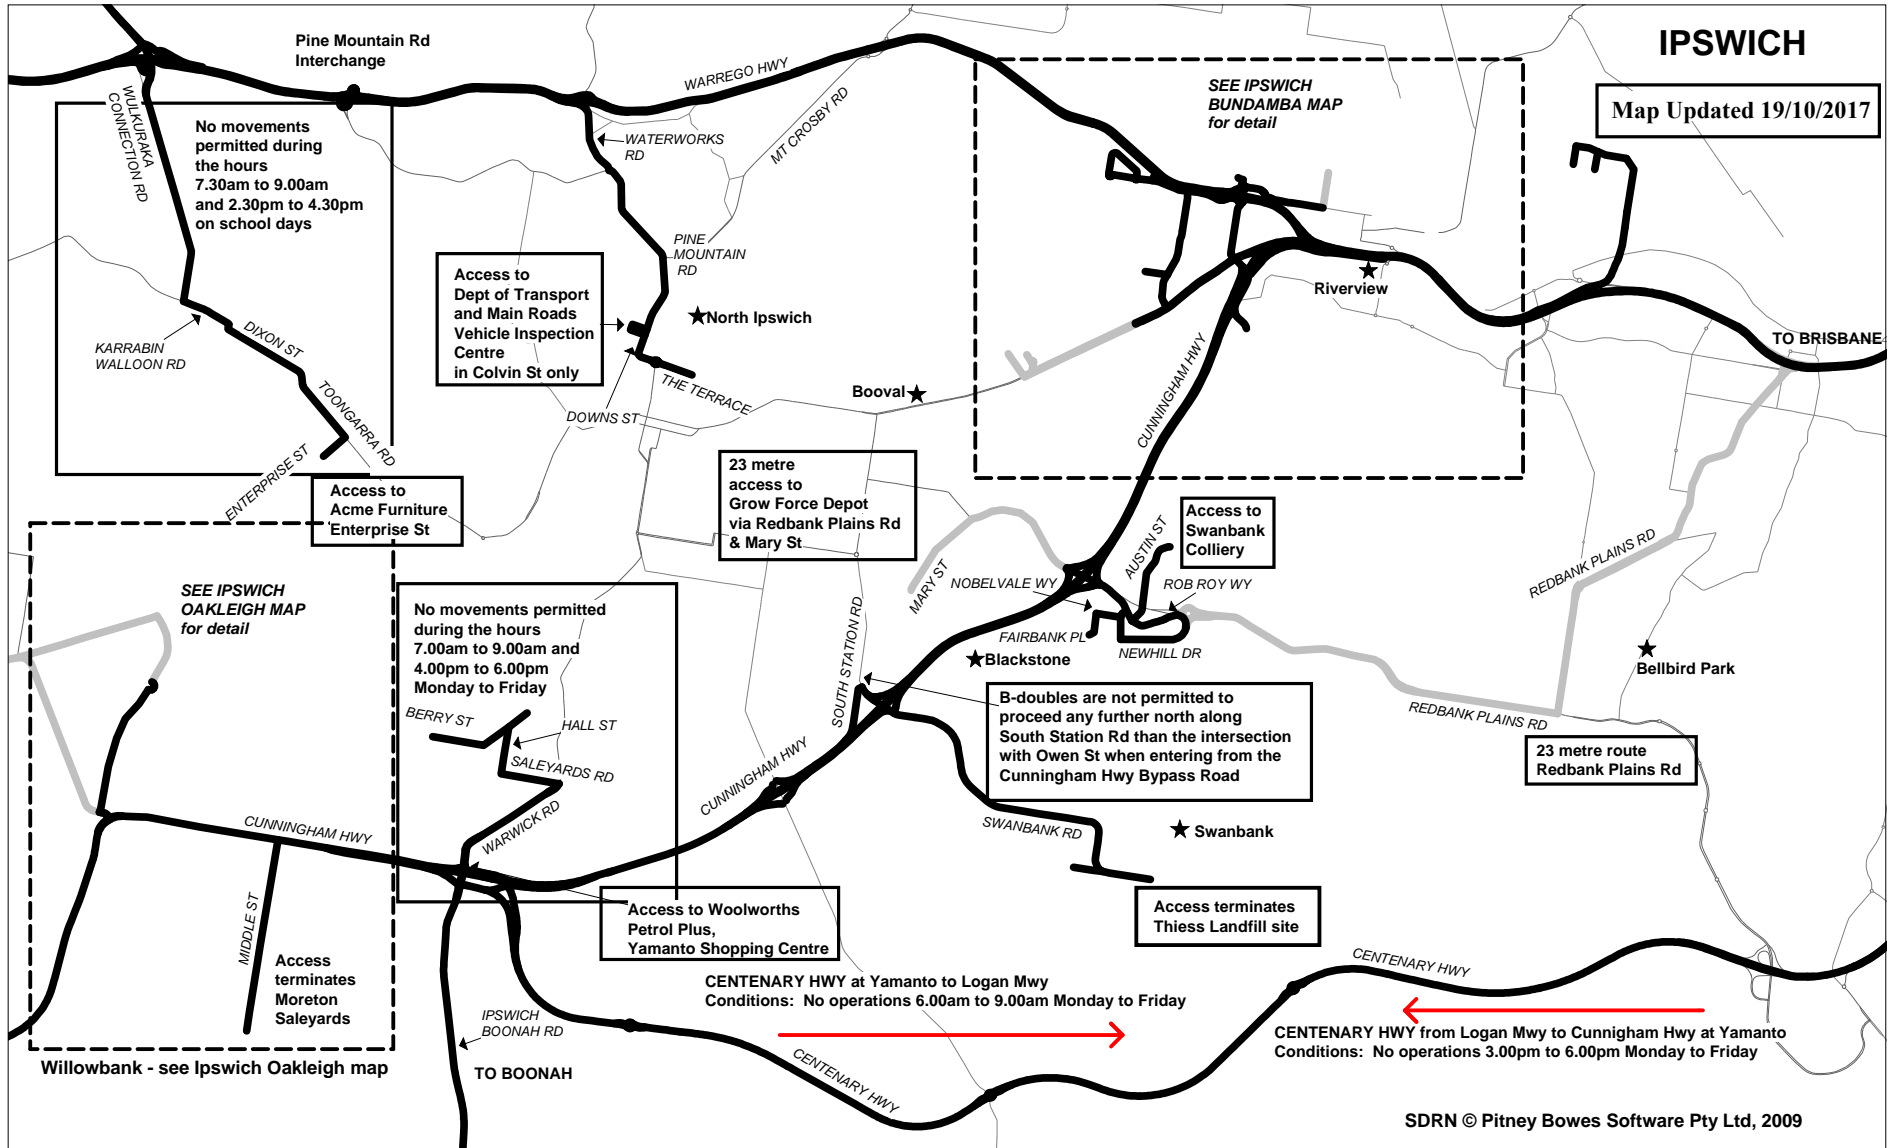 IPSWICH
Map Updated 19/10/2017
Pine Mountain Rd
Interchange
WARREGO HWY
MT CROSBY RD
WATERWORKS
RD
SEE IPSWICH
BUNDAMBA MAP
for detail
WULKURAKA
CONNECTION RD
No movements
permitted during
the hours
7.30am to 9.00am
and 2.30pm to 4.30pm
on school days
PINE
MOUNTAIN
RD
Access to
Dept of Transport
and Main Roads
Vehicle Inspection
Centre
in Colvin St only
North Ipswich
Riverview
TO BRISBANE
KARRABIN
WALLOON RD
DIXON ST
TOONGARRA RD
ENTERPRISE ST
THE TERRACE
DOWNS ST
Booval
CUNNINGHAM HWY
Access to
Acme Furniture
Enterprise St
23 metre
access to
Grow Force Depot
via Redbank Plains Rd
& Mary St
Access to
Swanbank
Colliery
AUSTIN ST
MARY ST
NOBELVALE WY
ROB ROY WY
FAIRBANK PL
NEWHILL DR
REDBANK PLAINS RD
SEE IPSWICH
OAKLEIGH MAP
for detail
No movements permitted
during the hours
7.00am to 9.00am and
4.00pm to 6.00pm
Monday to Friday
SOUTH STATION RD
Blackstone
Bellbird Park
B-doubles are not permitted to
proceed any further north along
South Station Rd than the intersection
with Owen St when entering from the
Cunningham Hwy Bypass Road
REDBANK PLAINS RD
23 metre route
Redbank Plains Rd
BERRY ST
HALL ST
SALEYARDS RD
WARWICK RD
CUNNINGHAM HWY
CUNNINGHAM HWY
SWANBANK RD
Swanbank
MIDDLE ST
Access
terminates
Moreton
Saleyards
Access to Woolworths
Petrol Plus,
Yamanto Shopping Centre
Access terminates
Thiess Landfill site
CENTENARY HWY at Yamanto to Logan Mwy
Conditions: No operations 6.00am to 9.00am Monday to Friday
CENTENARY HWY
IPSWICH
BOONAH RD
CENTENARY HWY from Logan Mwy to Cunnigham Hwy at Yamanto
Conditions: No operations 3.00pm to 6.00pm Monday to Friday
Willowbank - see Ipswich Oakleigh map
TO BOONAH
CENTENARY HWY
SDRN © Pitney Bowes Software Pty Ltd, 2009